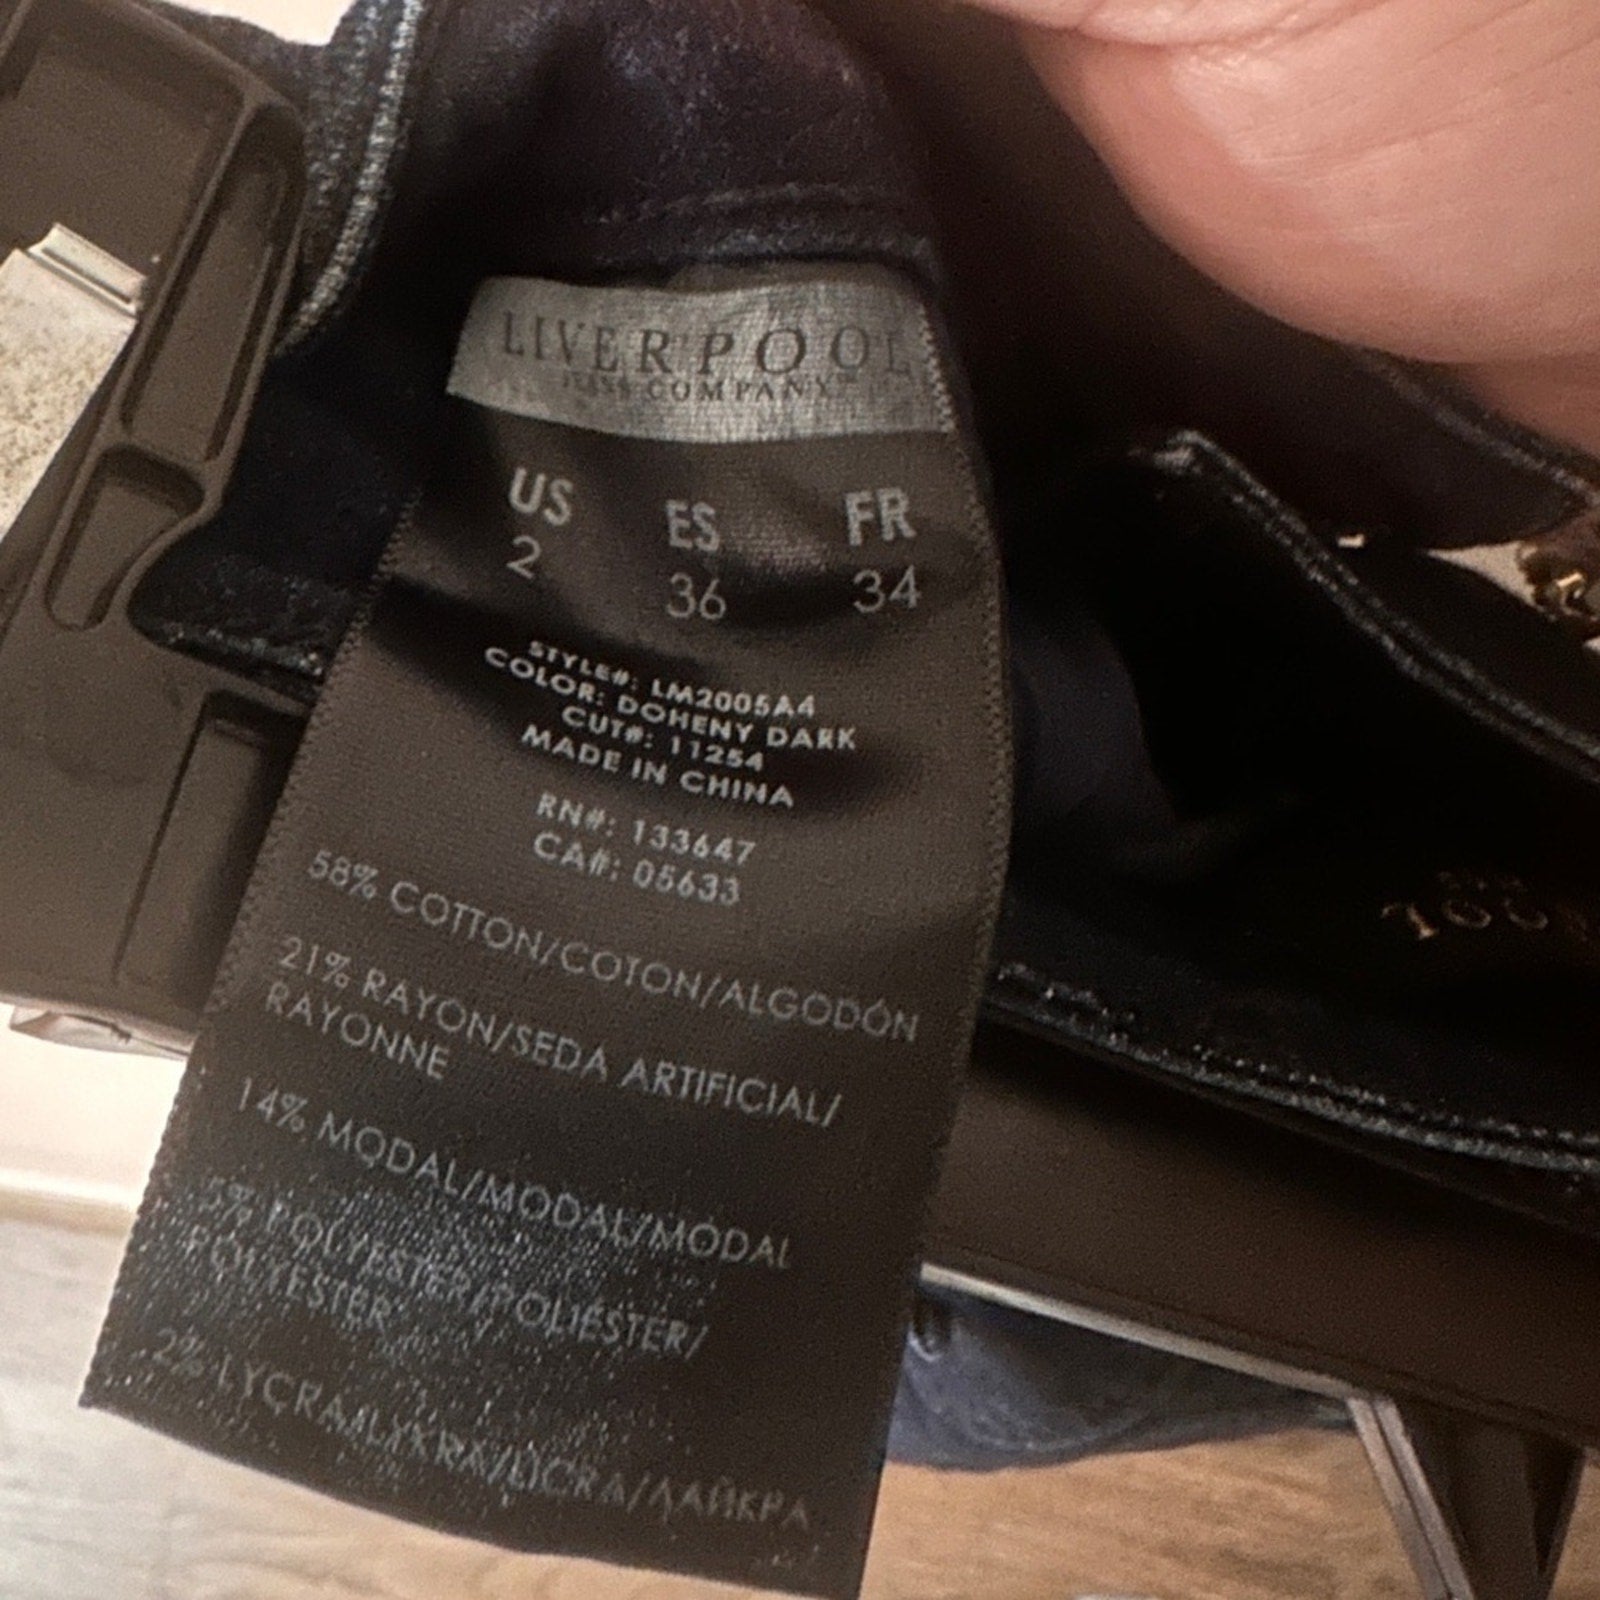 LIVERPOOL
JEANS COMPANY
US ES FR
2 36 34
STYLE#: LM2005A4
COLOR: DOHENY DARK
CUT#: 11254
MADE IN CHINA
RN#: 133647
CA#: 05633
58% COTTON/COTON/ALGODÓN
21% RAYON/SEDA ARTIFICIAL/
RAYONNE
14% MODAL/MODAL/MODAL
5% POLYESTER/POLIÉSTER/
POLYESTER
2% LYCRA/LYKRA/LICRA/ЛАЙКРА